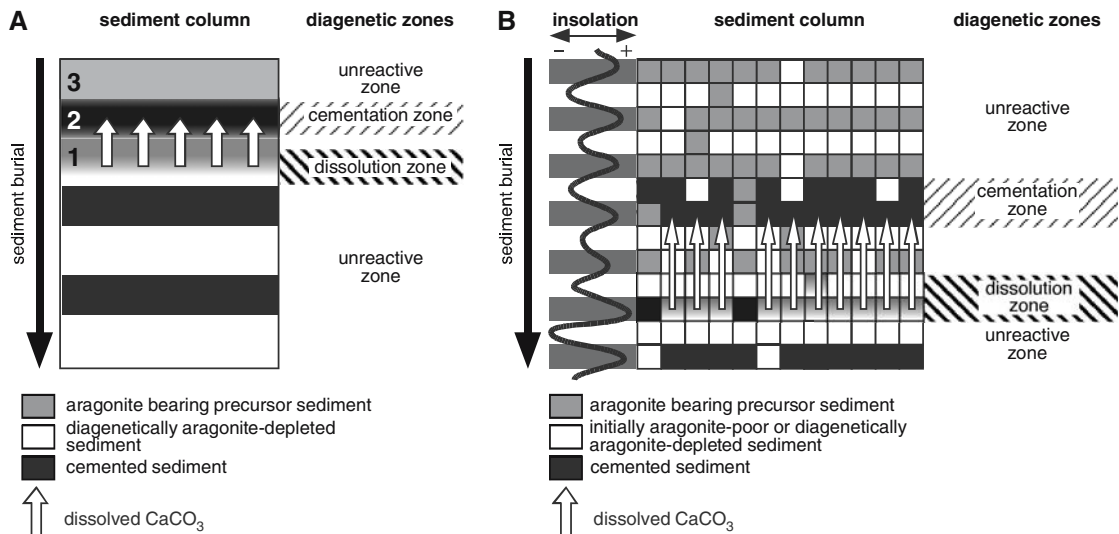 A
sediment column
diagenetic zones
sediment burial
3
2
1
unreactive
zone
cementation zone
dissolution zone
unreactive
zone
aragonite bearing precursor sediment
diagenetically aragonite-depleted
sediment
cemented sediment
dissolved CaCO3
B
insolation
sediment column
diagenetic zones
− +
sediment burial
unreactive
zone
cementation
zone
dissolution
zone
unreactive
zone
aragonite bearing precursor sediment
initially aragonite-poor or diagenetically
aragonite-depleted sediment
cemented sediment
dissolved CaCO3